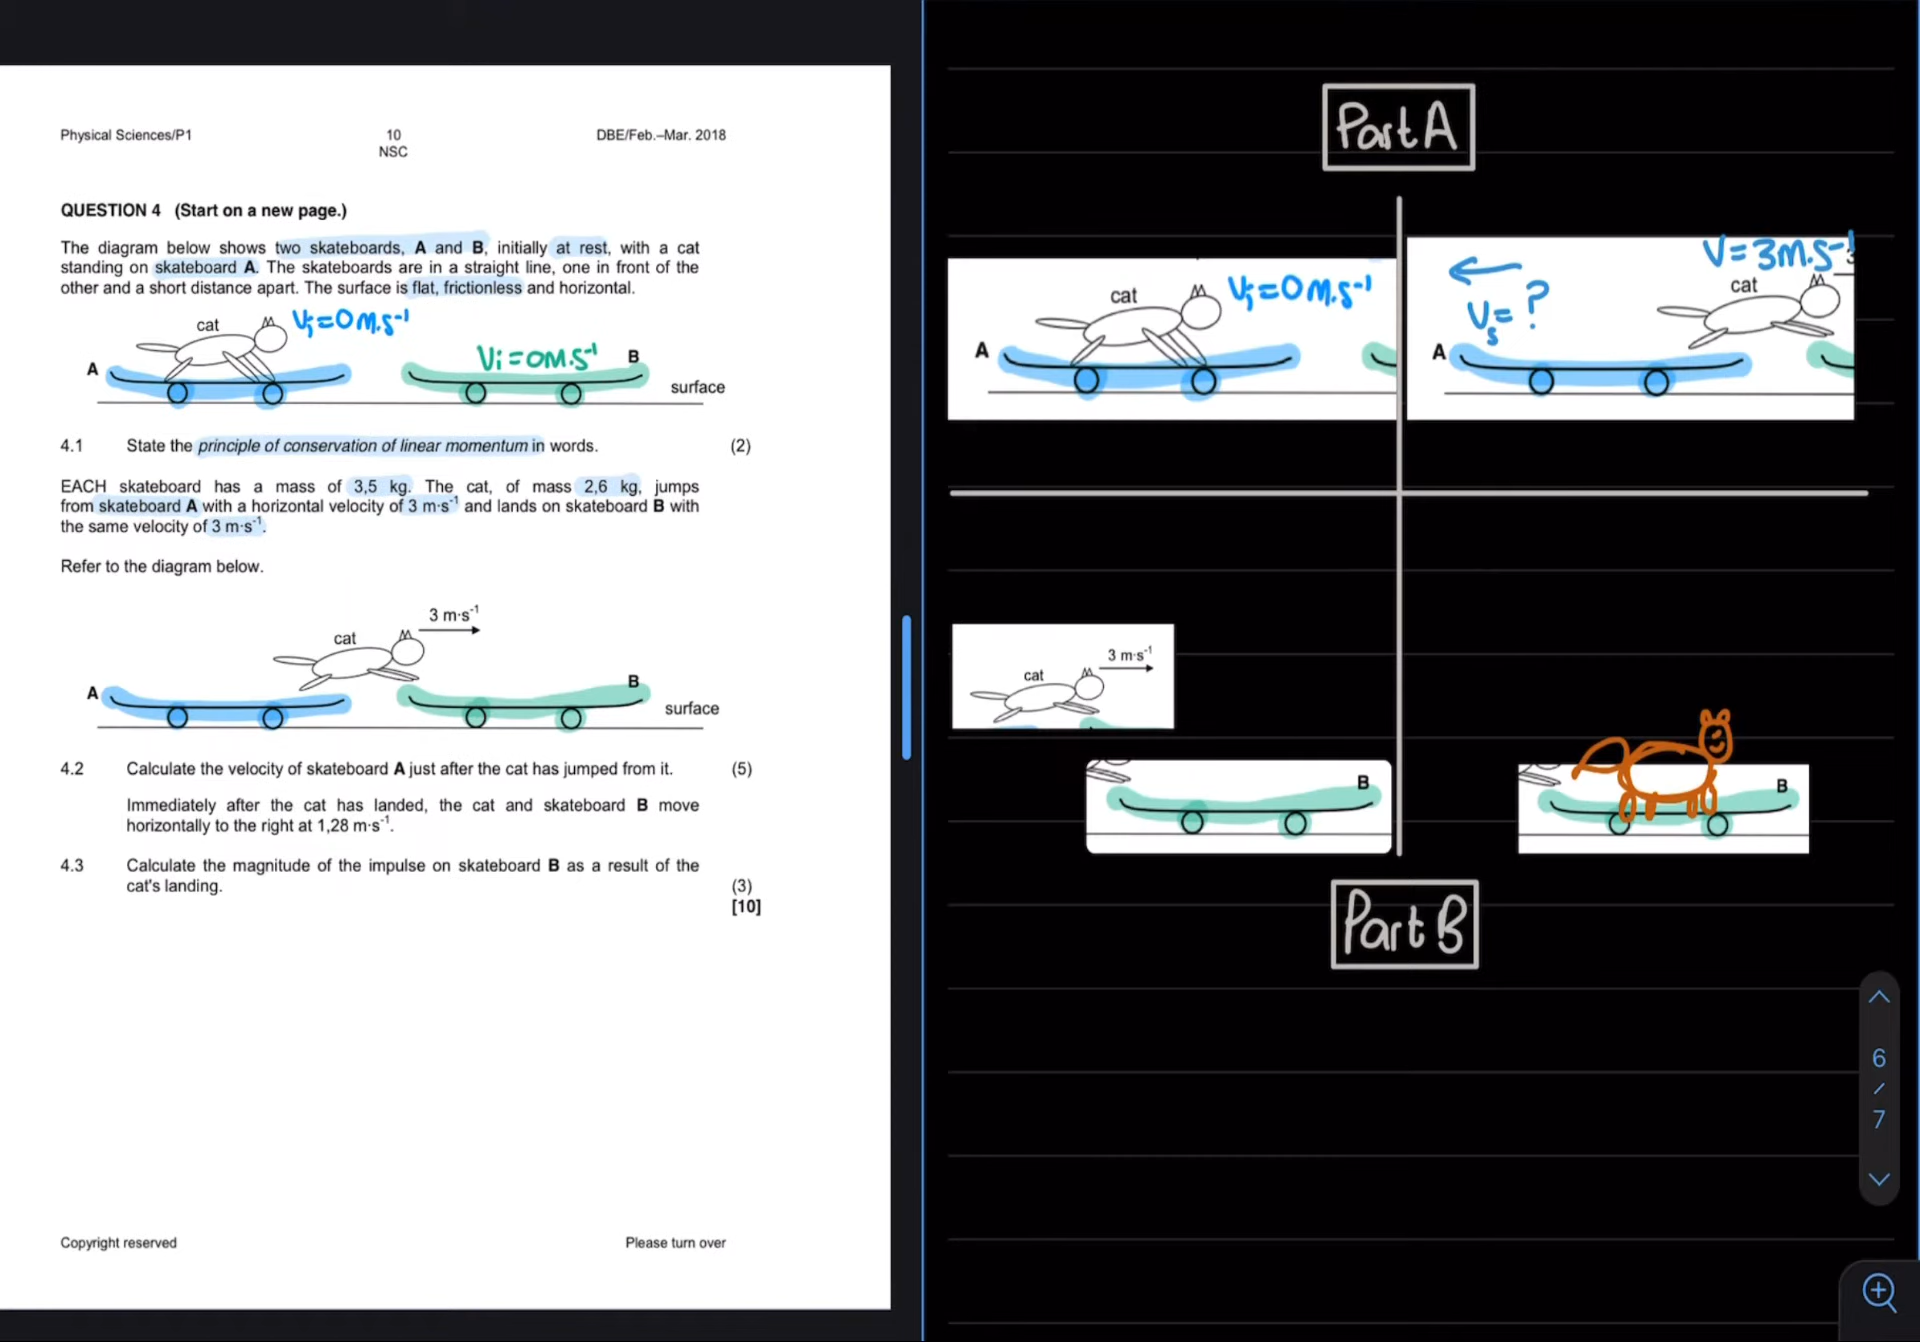 Physical Sciences/P1
10
NSC
DBE/Feb.–Mar. 2018
QUESTION 4 (Start on a new page.)
The diagram below shows two skateboards, A and B, initially at rest, with a cat
standing on skateboard A. The skateboards are in a straight line, one in front of the
other and a short distance apart. The surface is flat, frictionless and horizontal.
cat
Vi=0m.s-1
A
Vi=0m.s-1
B
surface
4.1 State the principle of conservation of linear momentum in words. (2)
EACH skateboard has a mass of 3,5 kg. The cat, of mass 2,6 kg, jumps
from skateboard A with a horizontal velocity of 3 m·s-1 and lands on skateboard B with
the same velocity of 3 m·s-1.
Refer to the diagram below.
3 m·s-1
cat
A
B
surface
4.2 Calculate the velocity of skateboard A just after the cat has jumped from it. (5)
Immediately after the cat has landed, the cat and skateboard B move
horizontally to the right at 1,28 m·s-1.
4.3 Calculate the magnitude of the impulse on skateboard B as a result of the
cat's landing. (3)
[10]
Copyright reserved
Please turn over
Part A
cat
Vi=0m.s-1
A
V=3m.s-1
cat
Vs=?
A
3 m·s-1
cat
B
B
Part B
6
/
7